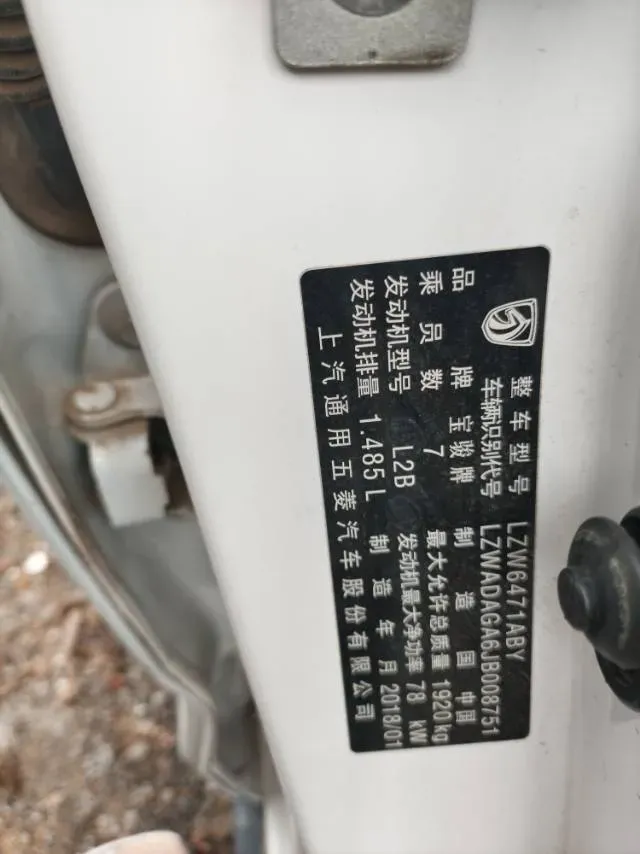 整车型号 LZW6471ABY
车辆识别代号 LZWADAGA6JB008751
品牌 宝骏牌 制造国 中国
乘员数 7 最大允许总质量 1920kg
发动机型号 L2B 发动机最大净功率 78 kW
发动机排量 1.485L 制造年月 2018/01
上汽通用五菱汽车股份有限公司